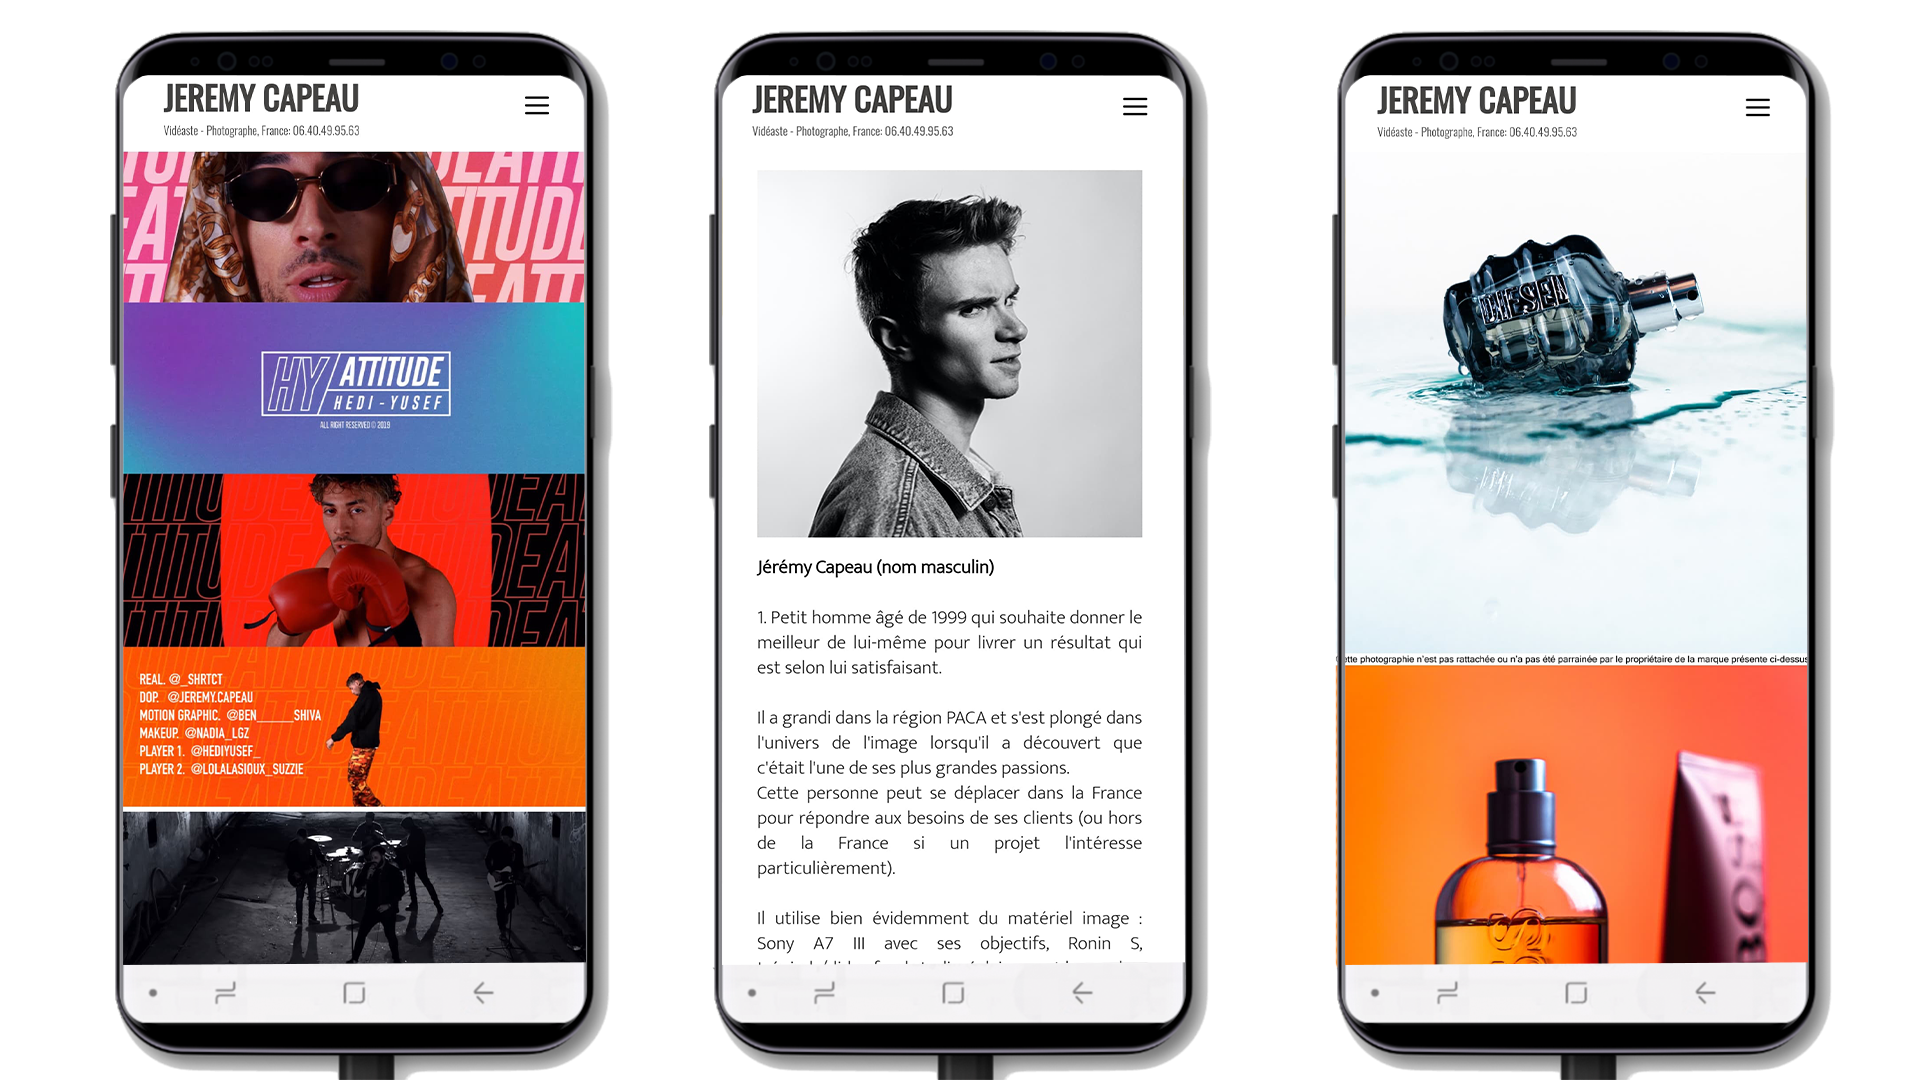 JEREMY CAPEAU
Vidéaste - Photographe, France: 06.40.49.95.63
ATTITUDE
HY
ATTITUDE
HEDI - YUSEF
ALL RIGHT RESERVED © 2019
ATTITUDE
REAL. @_SHRTCT
DOP. @JEREMY.CAPEAU
MOTION GRAPHIC. @BEN_____SHIVA
MAKEUP. @NADIA_LGZ
PLAYER 1. @HEDIYUSEF_
PLAYER 2. @LOLALASIOUX_SUZZIE
JEREMY CAPEAU
Vidéaste - Photographe, France: 06.40.49.95.63
Jérémy Capeau (nom masculin)
1. Petit homme âgé de 1999 qui souhaite donner le
meilleur de lui-même pour livrer un résultat qui
est selon lui satisfaisant.
Il a grandi dans la région PACA et s'est plongé dans
l'univers de l'image lorsqu'il a découvert que
c'était l'une de ses plus grandes passions.
Cette personne peut se déplacer dans la France
pour répondre aux besoins de ses clients (ou hors
de la France si un projet l'intéresse
particulièrement).
Il utilise bien évidemment du matériel image :
Sony A7 III avec ses objectifs, Ronin S,
JEREMY CAPEAU
Vidéaste - Photographe, France: 06.40.49.95.63
DIESEL
Cette photographie n'est pas rattachée ou n'a pas été parrainée par le propriétaire de la marque présente ci-dessus
BOSS